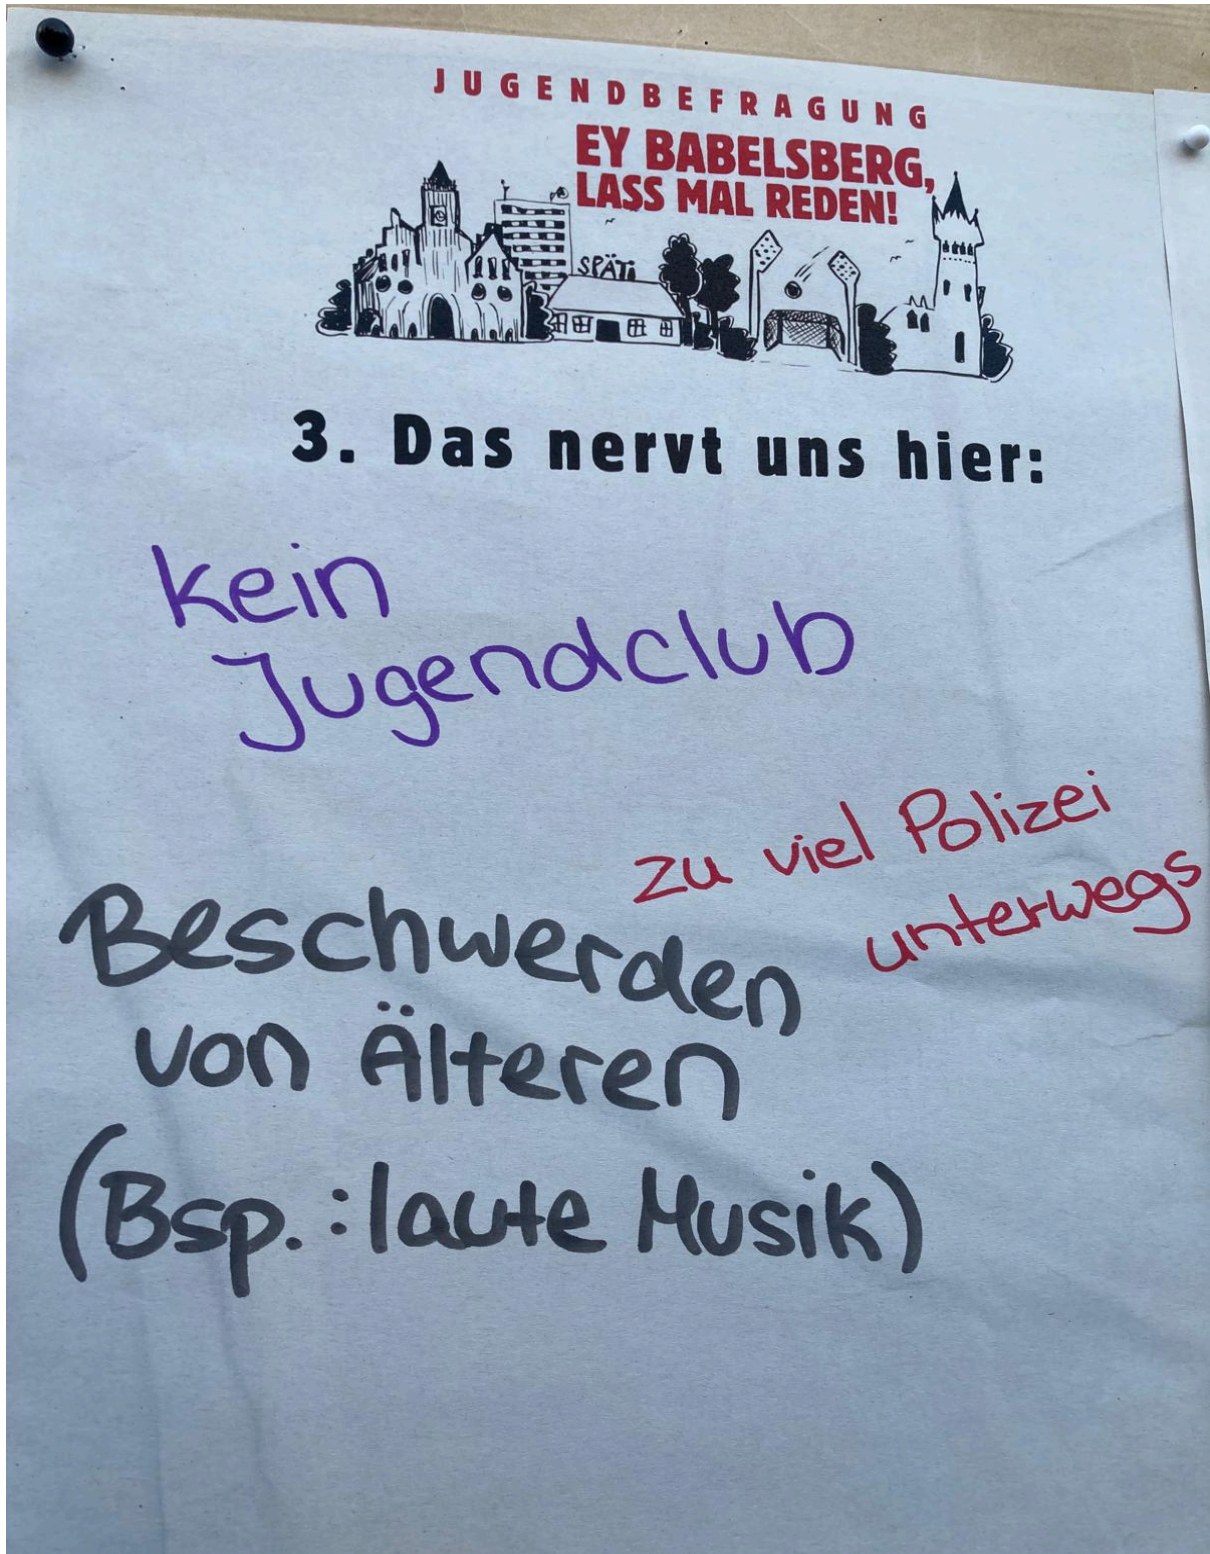 JUGENDBEFRAGUNG
EY BABELSBERG,
LASS MAL REDEN!
SPÄTI
3. Das nervt uns hier:
kein
Jugendclub
zu viel Polizei
unterwegs
Beschwerden
von Älteren
(Bsp.: laute Musik)